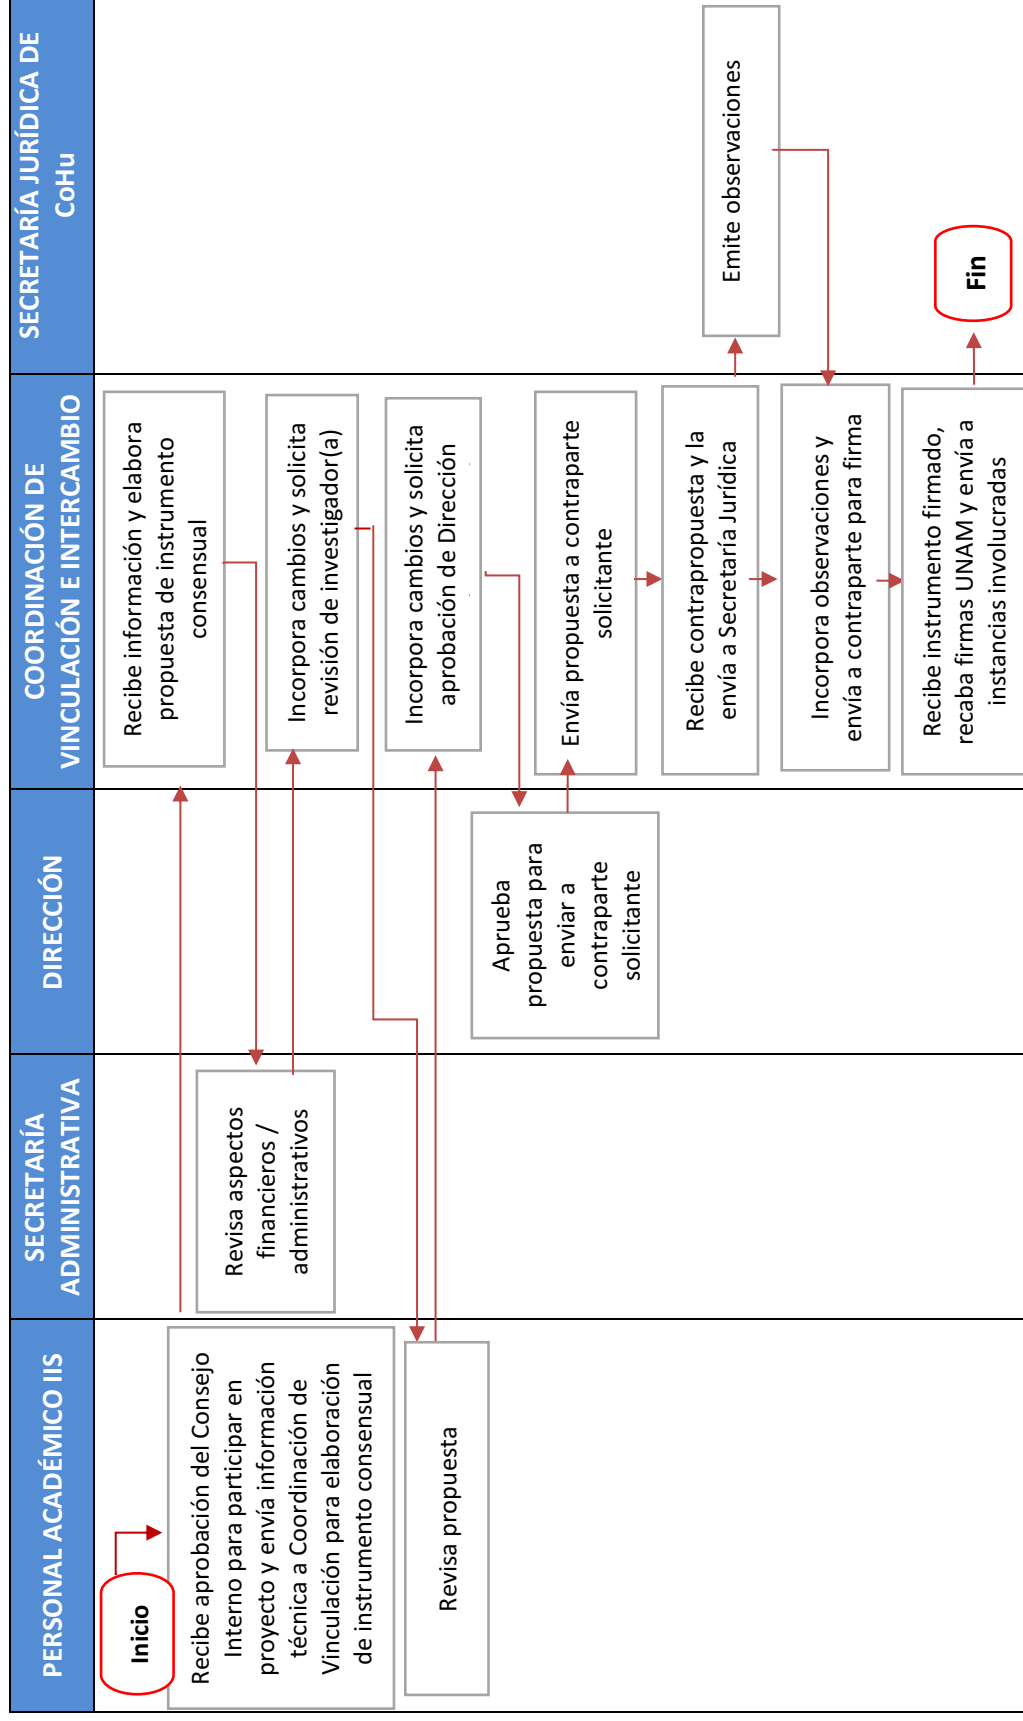 PERSONAL ACADÉMICO IIS
SECRETARÍA
ADMINISTRATIVA
DIRECCIÓN
COORDINACIÓN DE
VINCULACIÓN E INTERCAMBIO
SECRETARÍA JURÍDICA DE
CoHu
Inicio
Recibe aprobación del Consejo
Interno para participar en
proyecto y envía información
técnica a Coordinación de
Vinculación para elaboración
de instrumento consensual
Recibe información y elabora
propuesta de instrumento
consensual
Revisa aspectos
financieros /
administrativos
Incorpora cambios y solicita
revisión de investigador(a)
Revisa propuesta
Incorpora cambios y solicita
aprobación de Dirección
Aprueba
propuesta para
enviar a
contraparte
solicitante
Envía propuesta a contraparte
solicitante
Recibe contrapropuesta y la
envía a Secretaría Jurídica
Emite observaciones
Incorpora observaciones y
envía a contraparte para firma
Recibe instrumento firmado,
recaba firmas UNAM y envía a
instancias involucradas
Fin